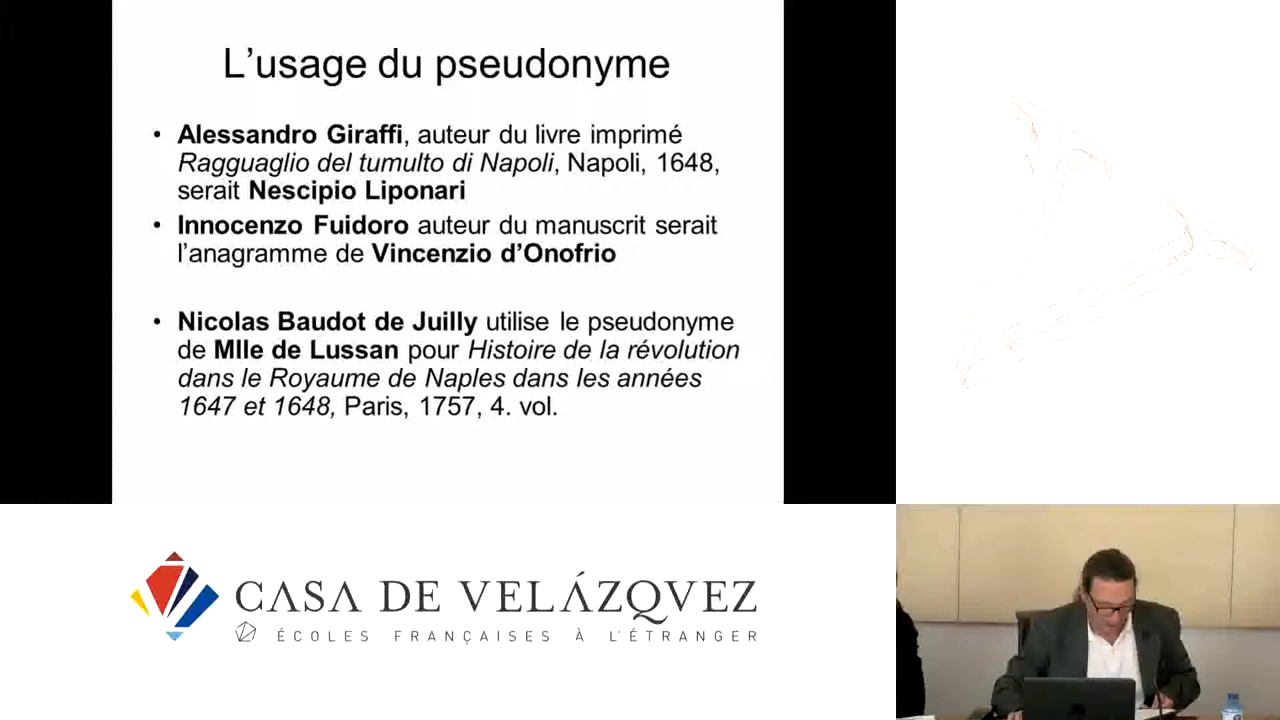 L'usage du pseudonyme
• Alessandro Giraffi, auteur du livre imprimé
Ragguaglio del tumulto di Napoli, Napoli, 1648,
serait Nescipio Liponari
• Innocenzo Fuidoro auteur du manuscrit serait
l'anagramme de Vincenzio d'Onofrio
• Nicolas Baudot de Juilly utilise le pseudonyme
de Mlle de Lussan pour Histoire de la révolution
dans le Royaume de Naples dans les années
1647 et 1648, Paris, 1757, 4. vol.
CASA DE VELÁZQVEZ
ÉCOLES FRANÇAISES À L'ÉTRANGER